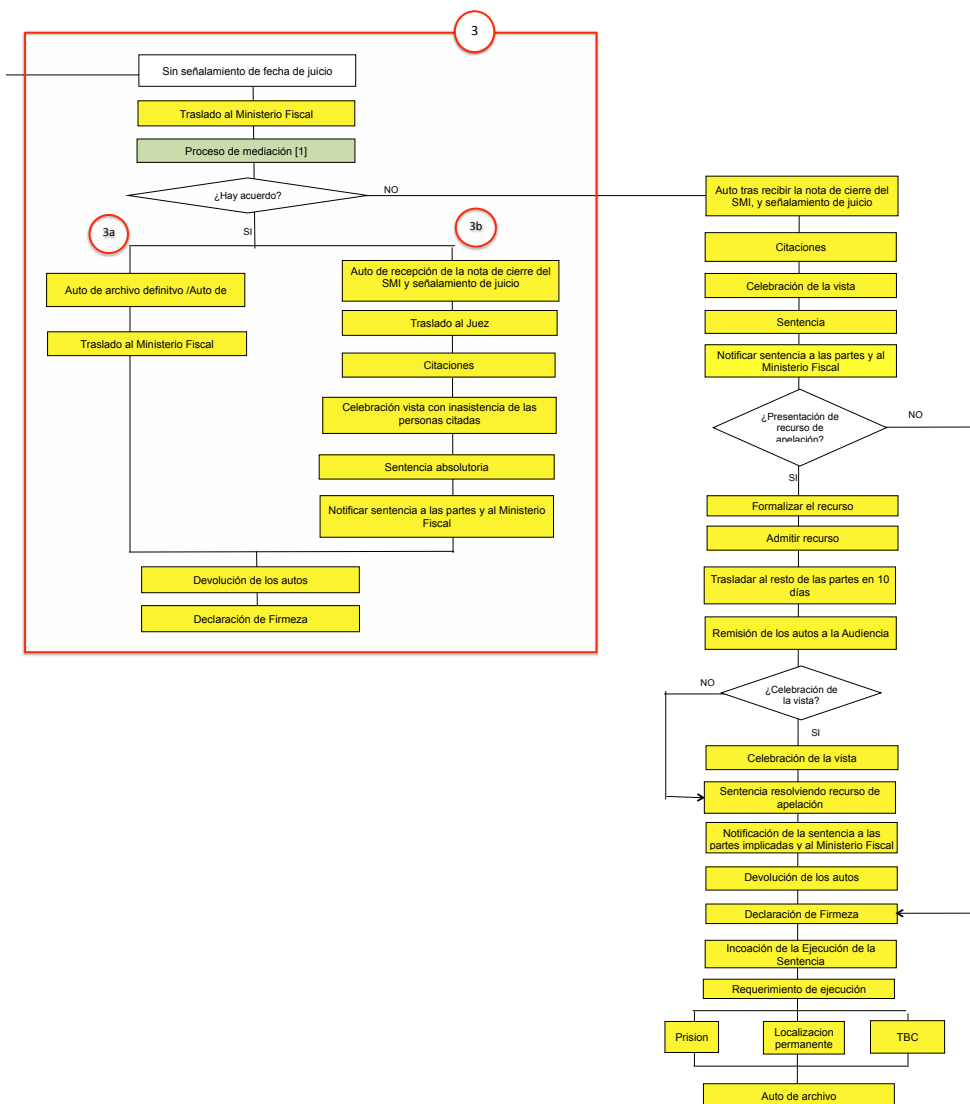 3
Sin señalamiento de fecha de juicio
Traslado al Ministerio Fiscal
Proceso de mediación [1]
¿Hay acuerdo?
NO
SI
3a
3b
Auto de archivo definitvo /Auto de
Traslado al Ministerio Fiscal
Auto de recepción de la nota de cierre del
SMI y señalamiento de juicio
Traslado al Juez
Citaciones
Celebración vista con inasistencia de las
personas citadas
Sentencia absolutoria
Notificar sentencia a las partes y al Ministerio
Fiscal
Devolución de los autos
Declaración de Firmeza
Auto tras recibir la nota de cierre del
SMI, y señalamiento de juicio
Citaciones
Celebración de la vista
Sentencia
Notificar sentencia a las partes y al
Ministerio Fiscal
¿Presentación de
recurso de
apelación?
NO
SI
Formalizar el recurso
Admitir recurso
Trasladar al resto de las partes en 10
días
Remisión de los autos a la Audiencia
¿Celebración de
la vista?
NO
SI
Celebración de la vista
Sentencia resolviendo recurso de
apelación
Notificación de la sentencia a las
partes implicadas y al Ministerio Fiscal
Devolución de los autos
Declaración de Firmeza
Incoación de la Ejecución de la
Sentencia
Requerimiento de ejecución
Prision
Localizacion
permanente
TBC
Auto de archivo